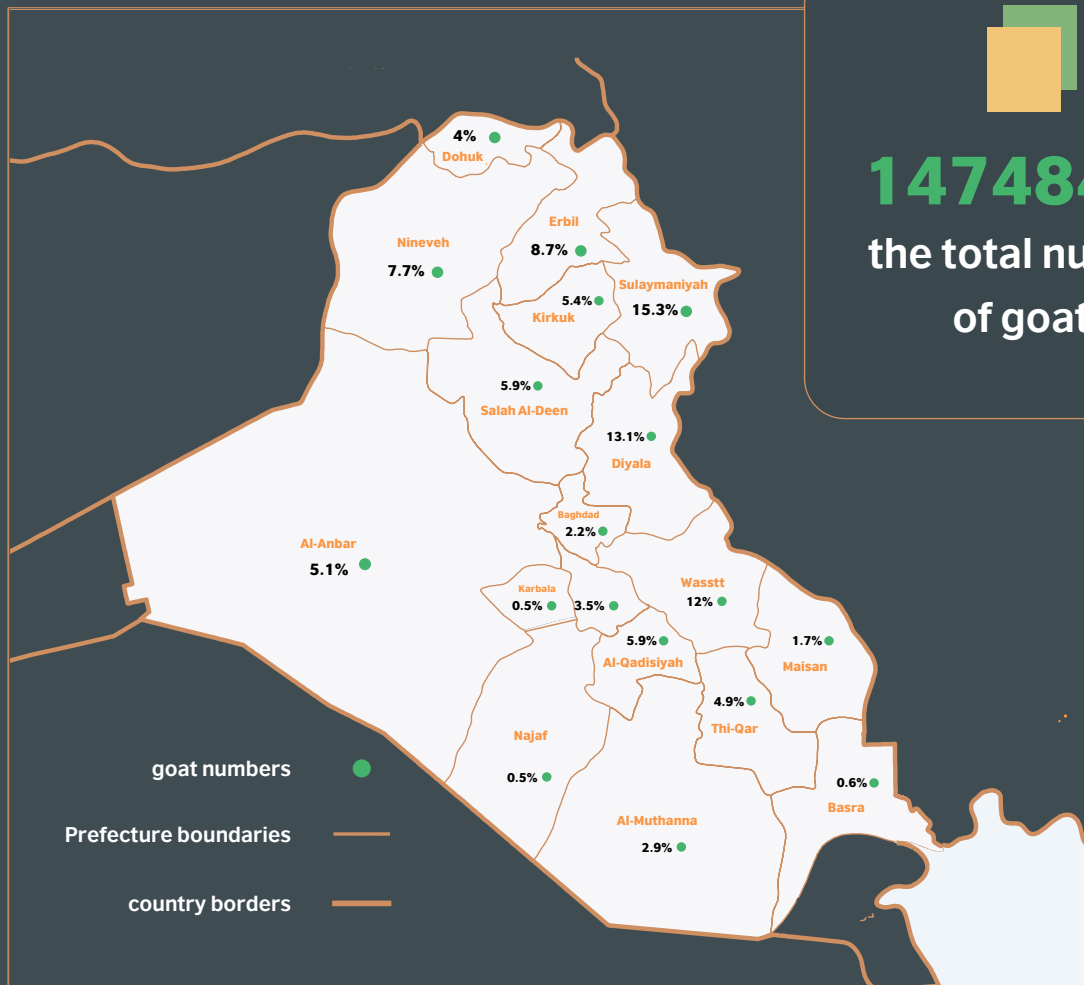 147484
the total nu
of goat
4%
Dohuk
Erbil
8.7%
Nineveh
7.7%
Sulaymaniyah
15.3%
5.4%
Kirkuk
5.9%
Salah Al-Deen
13.1%
Diyala
Baghdad
2.2%
Al-Anbar
5.1%
Karbala
0.5%
3.5%
Wasstt
12%
5.9%
Al-Qadisiyah
1.7%
Maisan
4.9%
Thi-Qar
Najaf
0.5%
0.6%
Basra
Al-Muthanna
2.9%
goat numbers
Prefecture boundaries
country borders